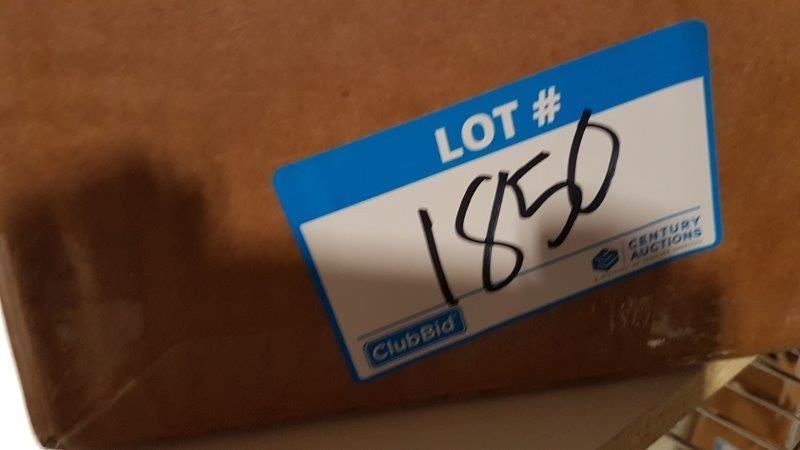 LOT #
1850
CENTURY
AUCTIONS
ClubBid